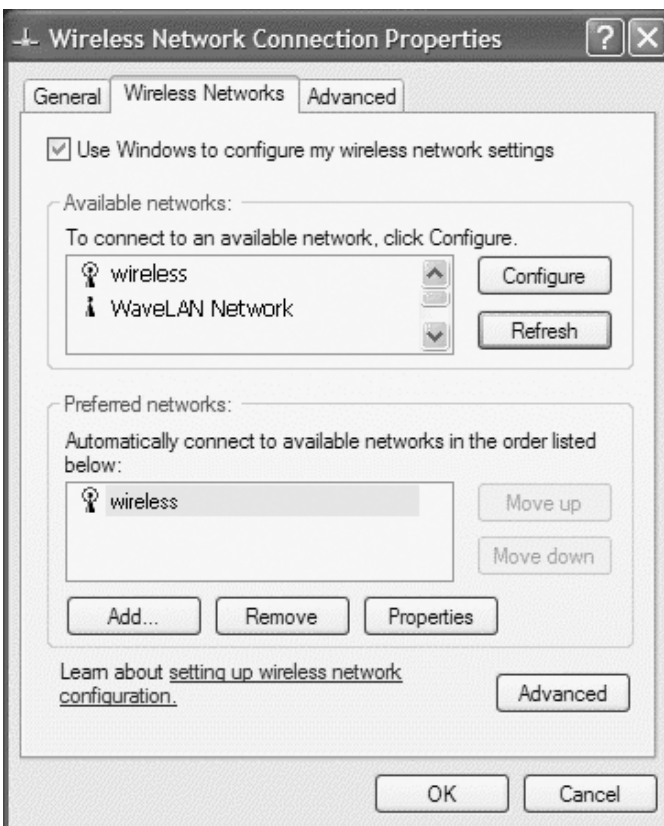 Wireless Network Connection Properties
General Wireless Networks Advanced
Use Windows to configure my wireless network settings
Available networks:
To connect to an available network, click Configure.
wireless
Configure
WaveLAN Network
Refresh
Preferred networks:
Automatically connect to available networks in the order listed
below:
wireless
Move up
Move down
Add... Remove Properties
Learn about setting up wireless network
configuration.
Advanced
OK Cancel